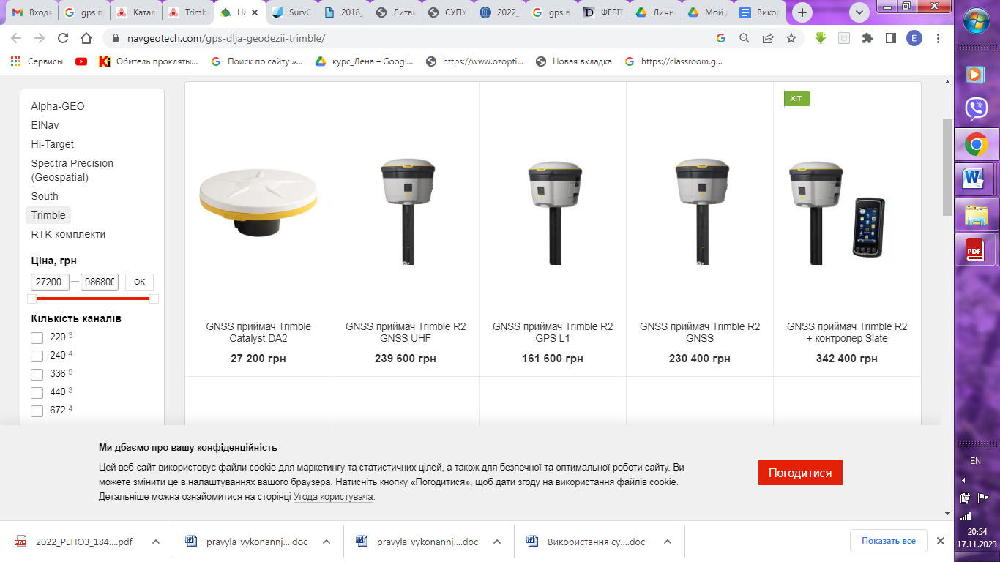 Входя
gps п
Катал
Trimb
На
SurvC
2018_
Литви
СУПУ
2022_
gps в
ФЕБІТ
Личн
Мой д
Викор
navgeotech.com/gps-dlja-geodezii-trimble/
E
Сервисы
Обитель прокляты...
Поиск по сайту »...
курс_Лена – Googl...
https://www.ozopti...
Новая вкладка
https://classroom.g...
Alpha-GEO
ElNav
Hi-Target
Spectra Precision
(Geospatial)
South
Trimble
RTK комплекти
Ціна, грн
27200 — 986800 ОК
Кількість каналів
220 3
240 4
336 9
440 3
672 4
ХІТ
GNSS приймач Trimble
Catalyst DA2
27 200 грн
GNSS приймач Trimble R2
GNSS UHF
239 600 грн
GNSS приймач Trimble R2
GPS L1
161 600 грн
GNSS приймач Trimble R2
GNSS
230 400 грн
GNSS приймач Trimble R2
+ контролер Slate
342 400 грн
Ми дбаємо про вашу конфіденційність
Цей веб-сайт використовує файли cookie для маркетингу та статистичних цілей, а також для безпечної та оптимальної роботи сайту. Ви
можете змінити це в налаштуваннях вашого браузера. Натисніть кнопку «Погодитися», щоб дати згоду на використання файлів cookie.
Детальніше можна ознайомитися на сторінці Угода користувача.
Погодитися
2022_РЕПОЗ_184....pdf
pravyla-vykonannj....doc
pravyla-vykonannj....doc
Використання су....doc
Показать все
PDF
EN
20:54
17.11.2023